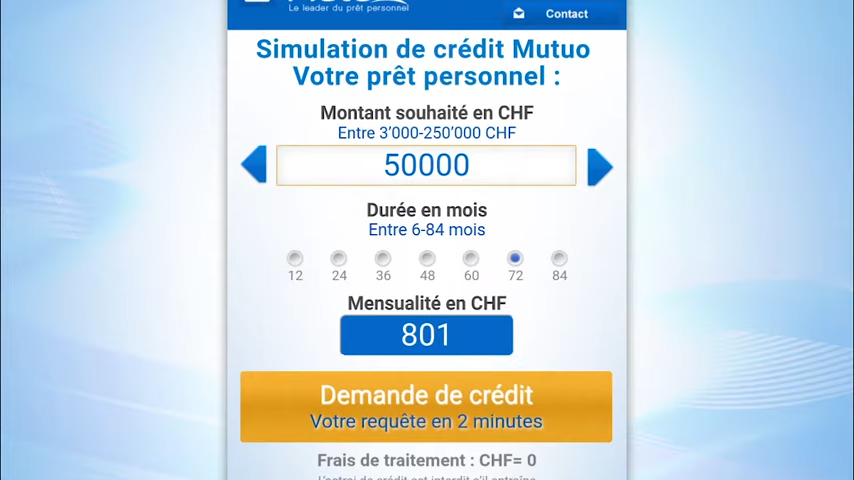 Le leader du prêt personnel
Contact
Simulation de crédit Mutuo
Votre prêt personnel :
Montant souhaité en CHF
Entre 3’000-250’000 CHF
50000
Durée en mois
Entre 6-84 mois
12 24 36 48 60 72 84
Mensualité en CHF
801
Demande de crédit
Votre requête en 2 minutes
Frais de traitement : CHF= 0